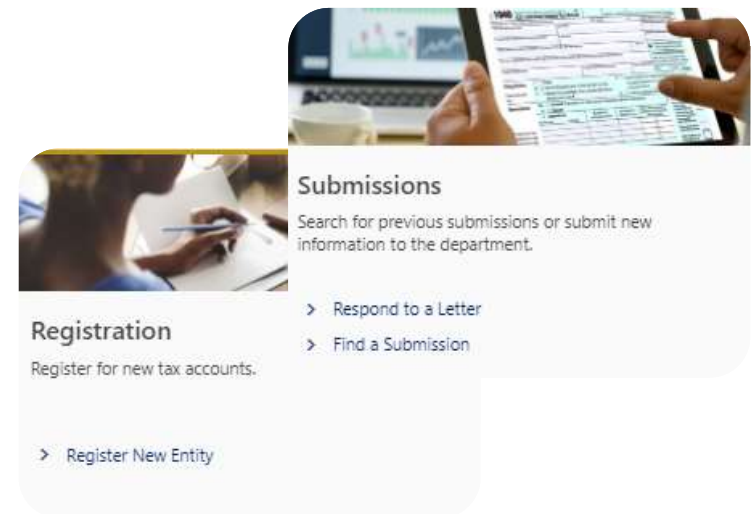 Submissions
Search for previous submissions or submit new
information to the department.
Respond to a Letter
Find a Submission
Registration
Register for new tax accounts.
Register New Entity